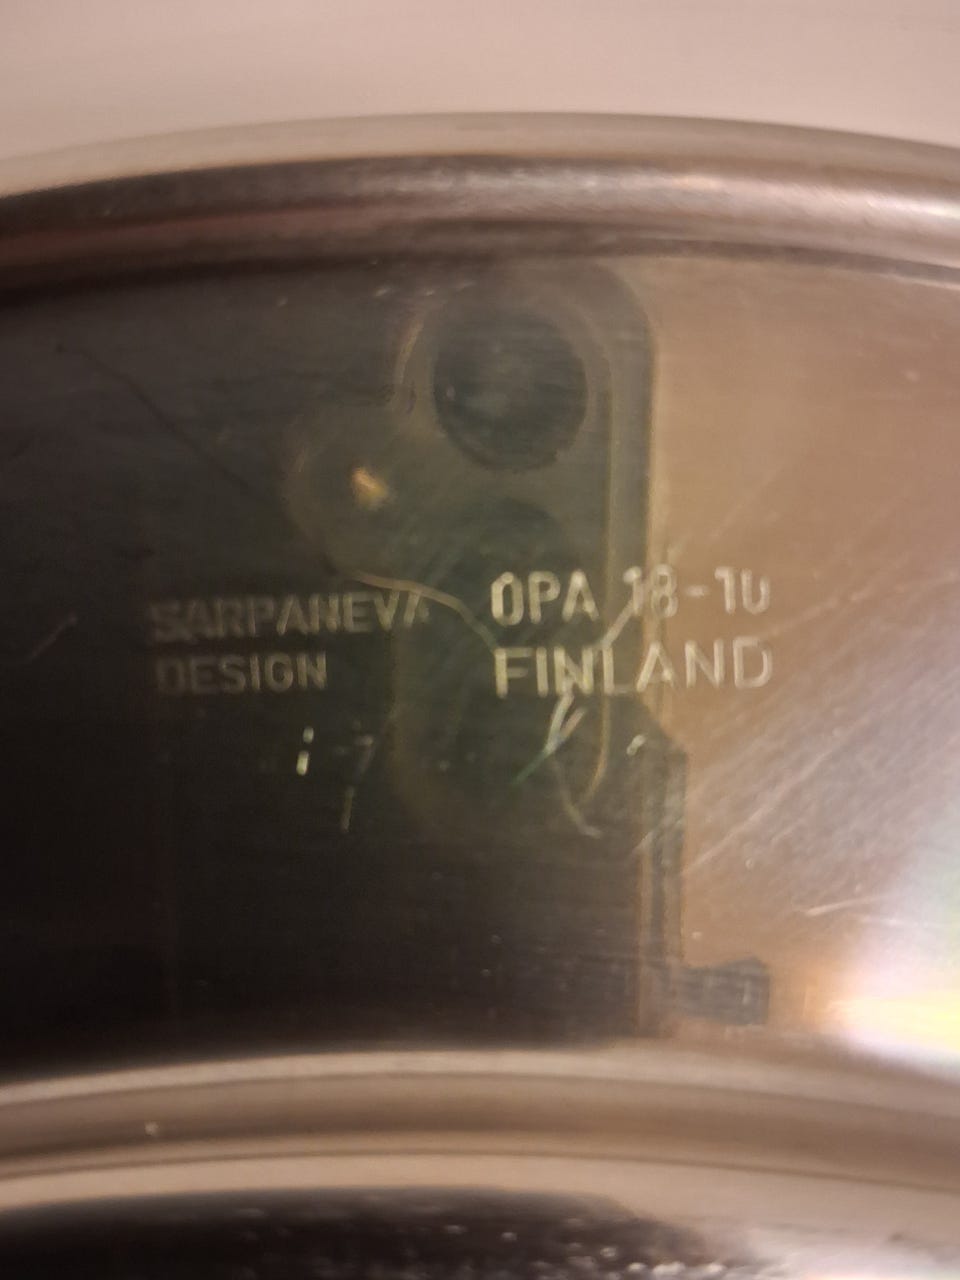 SARPANEVA
DESIGN
OPA 18-10
FINLAND